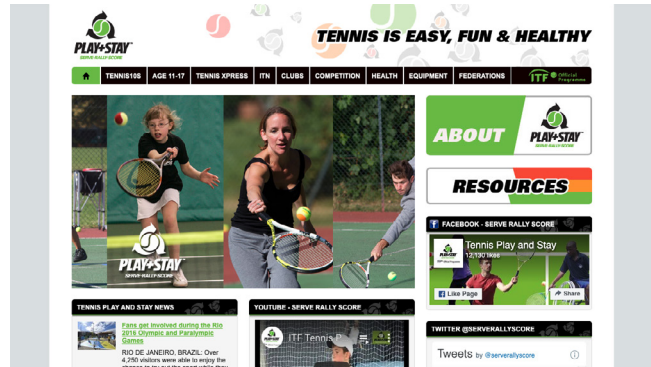 PLAY+STAY
SERVE RALLY SCORE
TENNIS IS EASY, FUN & HEALTHY
TENNIS10S AGE 11-17 TENNIS XPRESS ITN CLUBS COMPETITION HEALTH EQUIPMENT FEDERATIONS
ITF Official Programme
PLAY+STAY
SERVE RALLY SCORE
ABOUT
PLAY+STAY
SERVE RALLY SCORE
RESOURCES
FACEBOOK - SERVE RALLY SCORE
Tennis Play and Stay
12,130 likes
Like Page
Share
TENNIS PLAY AND STAY NEWS
Fans get involved during the Rio
2016 Olympic and Paralympic
Games
RIO DE JANEIRO, BRAZIL: Over
4,250 visitors were able to enjoy the
YOUTUBE - SERVE RALLY SCORE
ITF Tennis
TWITTER @SERVERALLYSCORE
Tweets by @serverallyscore